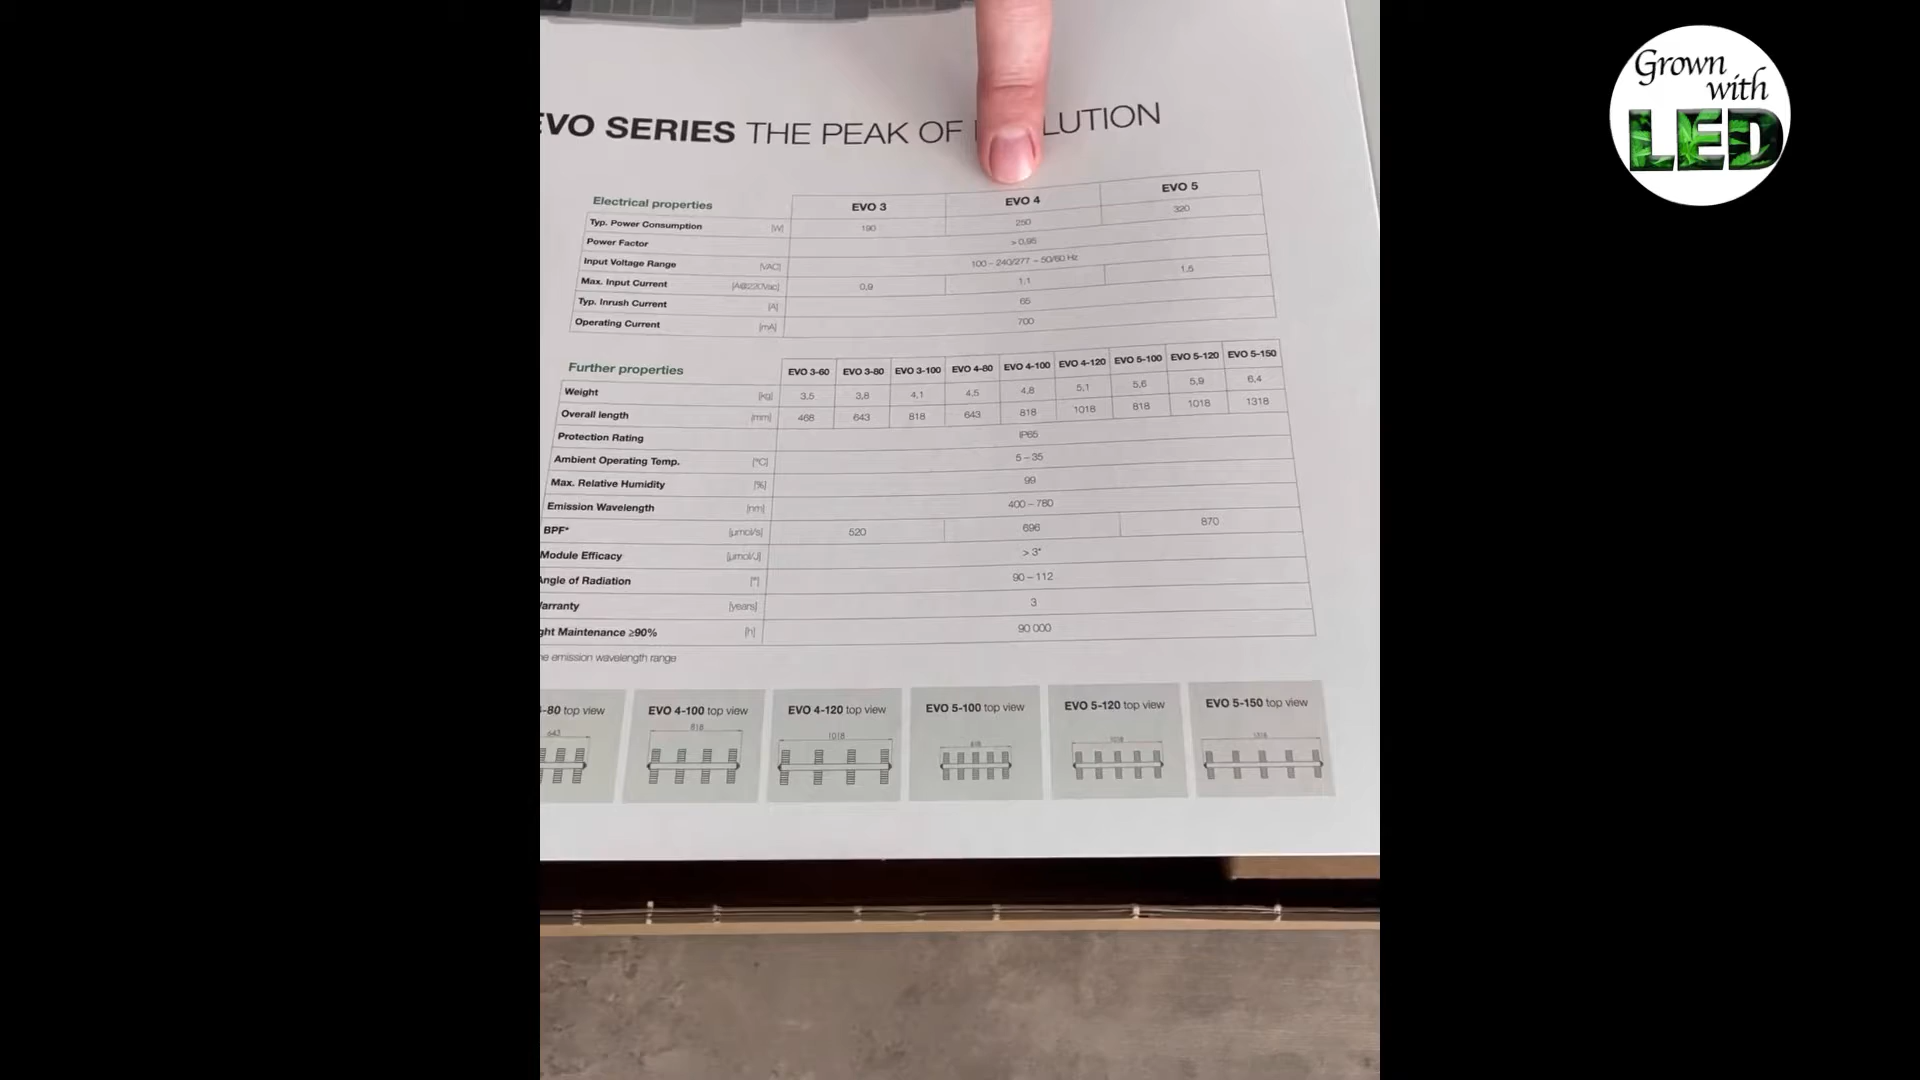 Grown
with
LED
EVO SERIES THE PEAK OF LUTION
Electrical properties EVO 3 EVO 4 EVO 5
Typ. Power Consumption [W] 190 250 320
Power Factor > 0,95
Input Voltage Range [VAC] 100 – 240/277 – 50/60 Hz
Max. Input Current [A@220Vac] 0,9 1,1 1,5
Typ. Inrush Current [A] 65
Operating Current [mA] 700
Further properties EVO 3-60 EVO 3-80 EVO 3-100 EVO 4-80 EVO 4-100 EVO 4-120 EVO 5-100 EVO 5-120 EVO 5-150
Weight [kg] 3,5 3,8 4,1 4,5 4,8 5,1 5,6 5,9 6,4
Overall length [mm] 468 643 818 643 818 1018 818 1018 1318
Protection Rating IP65
Ambient Operating Temp. [°C] 5 – 35
Max. Relative Humidity [%] 99
Emission Wavelength [nm] 400 – 780
BPF* [µmol/s] 520 696 870
Module Efficacy [µmol/J] > 3*
Angle of Radiation [°] 90 – 112
arranty [years] 3
ght Maintenance ≥90% [h] 90 000
e emission wavelength range
-80 top view EVO 4-100 top view EVO 4-120 top view EVO 5-100 top view EVO 5-120 top view EVO 5-150 top view
643 818 1018 818 1018 1318